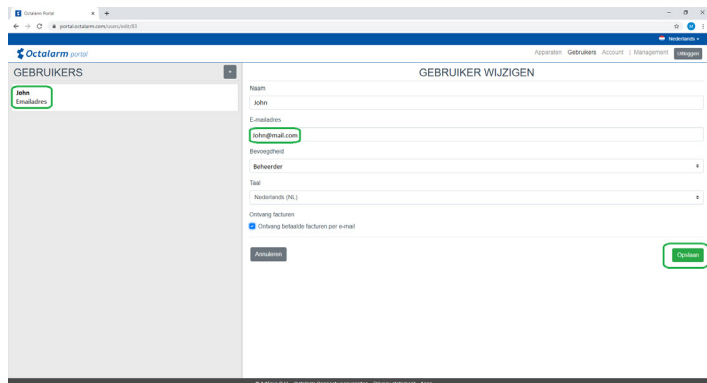 Octalarm Portal
portal.octalarm.com/users/edit/83
Nederlands
Octalarm portal
Apparaten Gebruikers Account | Management Uitloggen
GEBRUIKERS +
GEBRUIKER WIJZIGEN
John
Emailadres
Naam
John
E-mailadres
John@mail.com
Bevoegdheid
Beheerder
Taal
Nederlands (NL)
Ontvang facturen
Ontvang betaalde facturen per e-mail
Annuleren
Opslaan